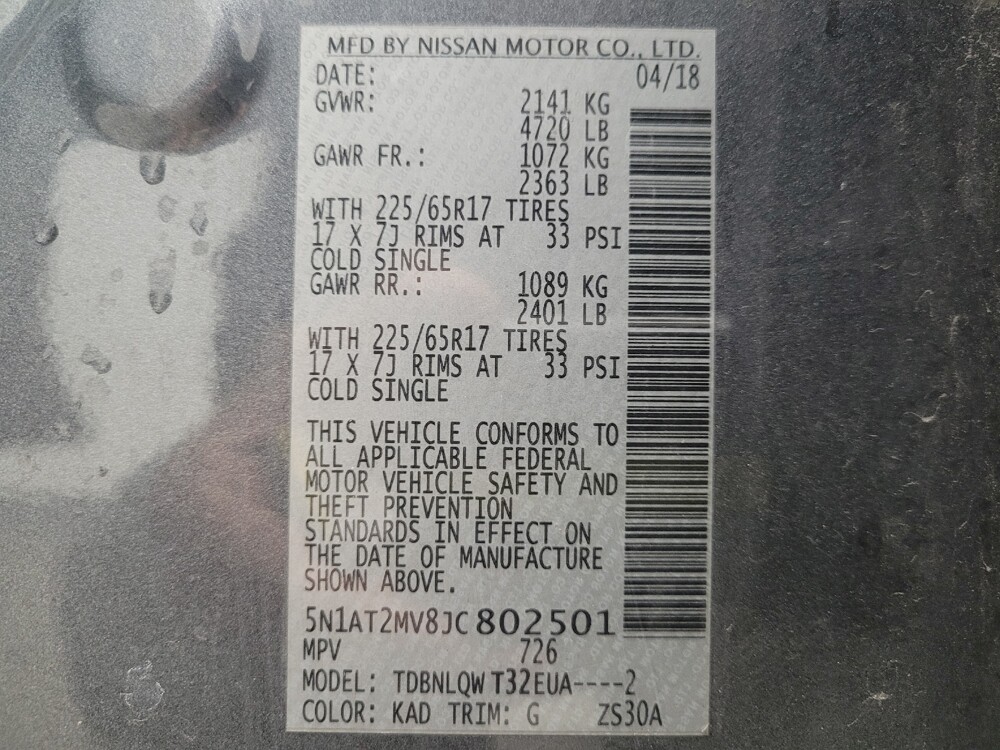 MFD BY NISSAN MOTOR CO., LTD.
DATE: 04/18
GVWR: 2141 KG
4720 LB
GAWR FR.: 1072 KG
2363 LB
WITH 225/65R17 TIRES
17 X 7J RIMS AT 33 PSI
COLD SINGLE
GAWR RR.: 1089 KG
2401 LB
WITH 225/65R17 TIRES
17 X 7J RIMS AT 33 PSI
COLD SINGLE
THIS VEHICLE CONFORMS TO
ALL APPLICABLE FEDERAL
MOTOR VEHICLE SAFETY AND
THEFT PREVENTION
STANDARDS IN EFFECT ON
THE DATE OF MANUFACTURE
SHOWN ABOVE.
5N1AT2MV8JC802501
MPV 726
MODEL: TDBNLQW T32EUA----2
COLOR: KAD TRIM: G ZS30A